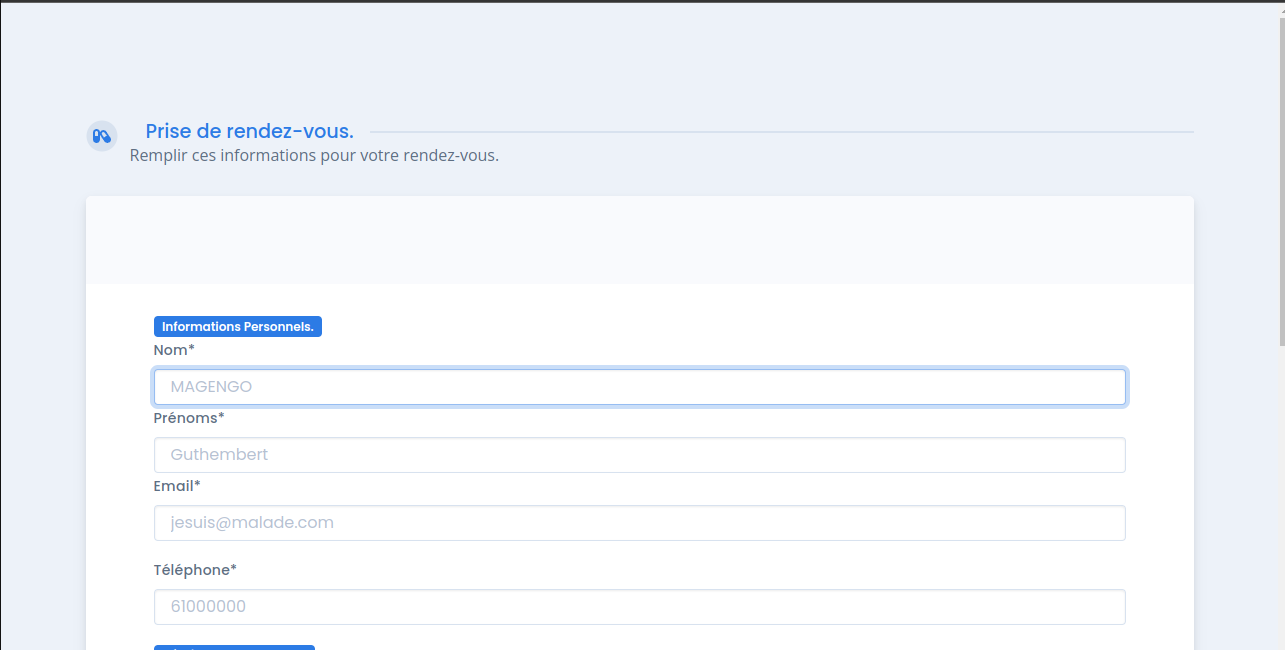 Prise de rendez-vous.
Remplir ces informations pour votre rendez-vous.
Informations Personnels.
Nom*
MAGENGO
Prénoms*
Guthembert
Email*
jesuis@malade.com
Téléphone*
61000000